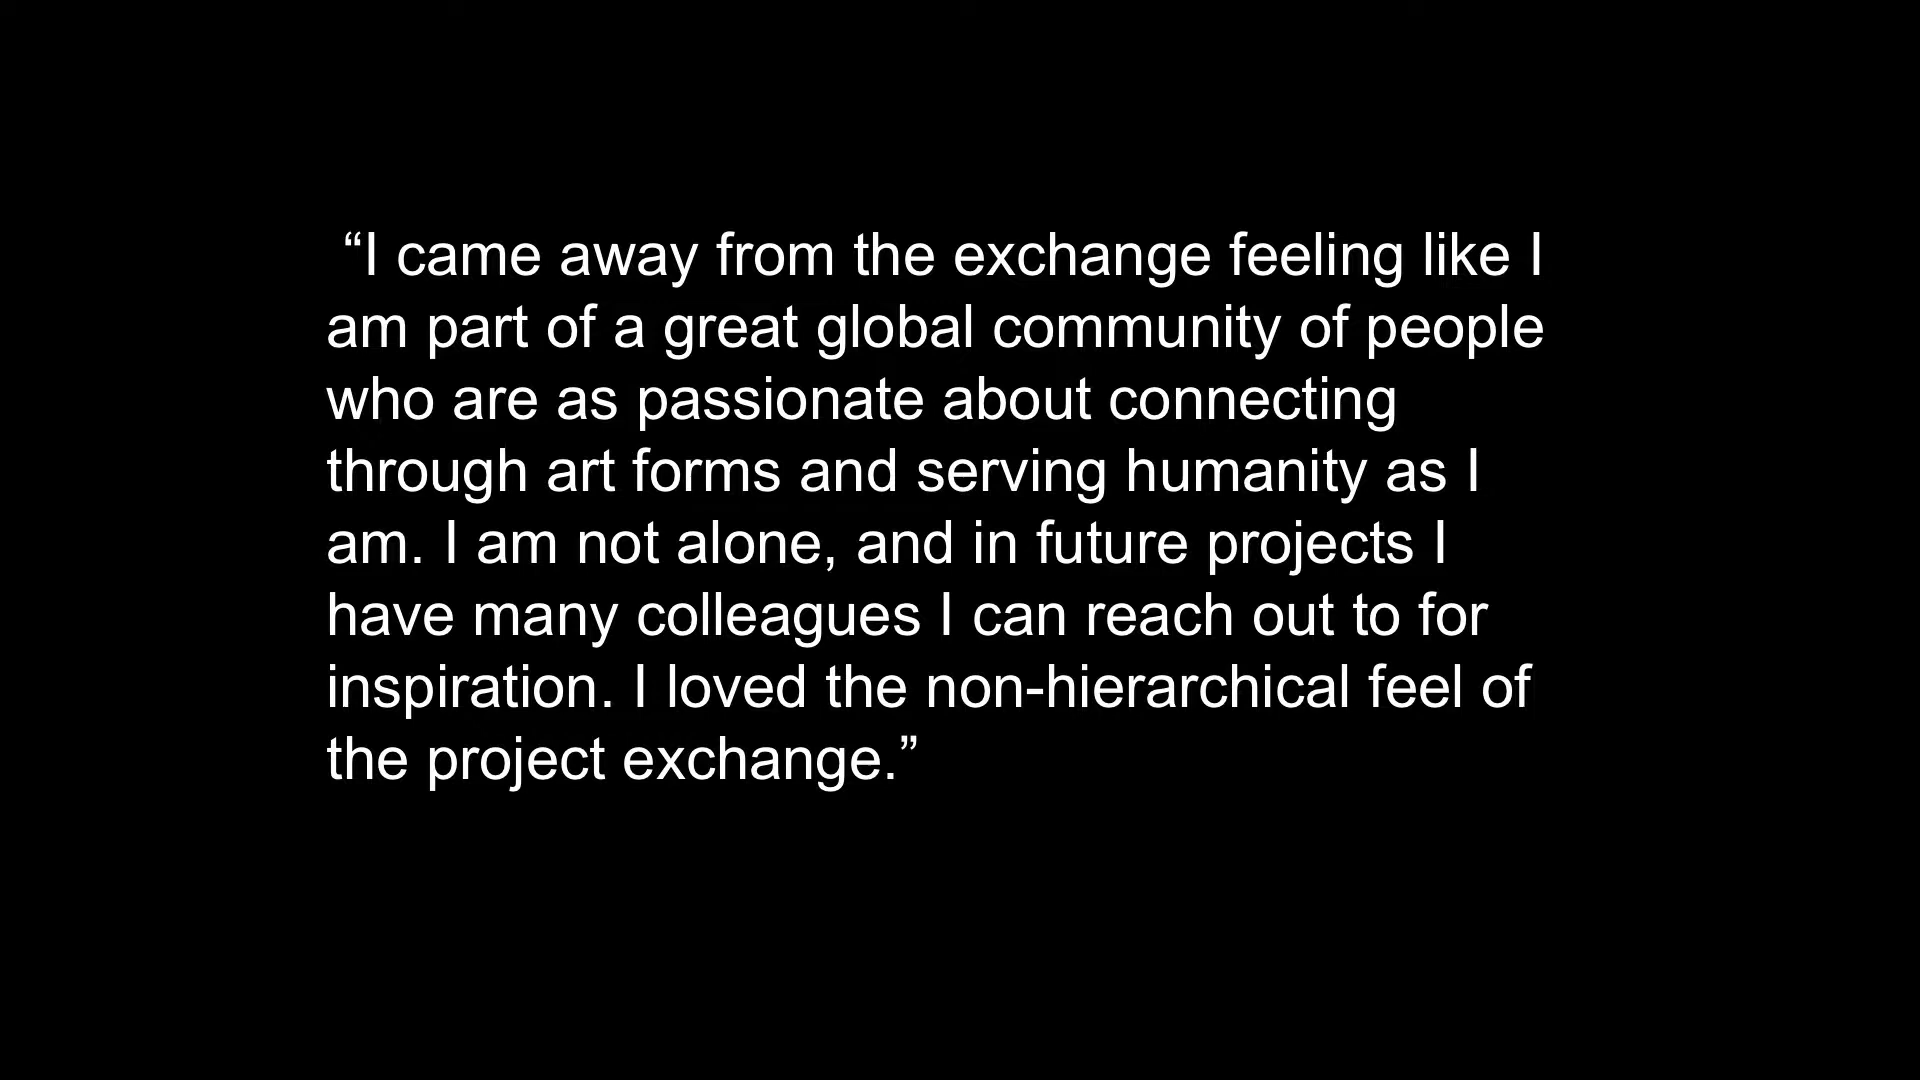 “I came away from the exchange feeling like I
am part of a great global community of people
who are as passionate about connecting
through art forms and serving humanity as I
am. I am not alone, and in future projects I
have many colleagues I can reach out to for
inspiration. I loved the non-hierarchical feel of
the project exchange.”